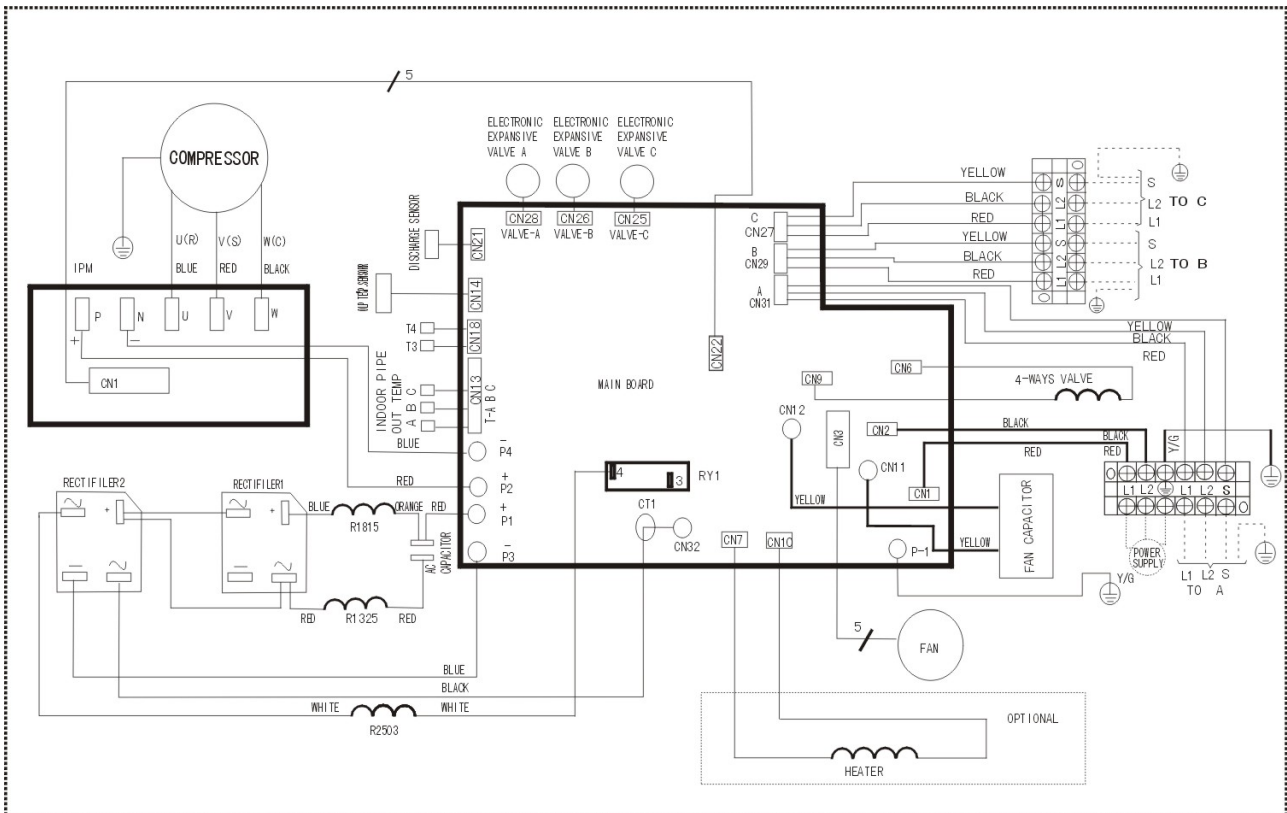 5
ELECTRONIC
EXPANSIVE
VALVE A
ELECTRONIC
EXPANSIVE
VALVE B
ELECTRONIC
EXPANSIVE
VALVE C
COMPRESSOR
U(R)
V(S)
W(C)
BLUE
RED
BLACK
IPM
P
N
U
V
W
+
-
CN1
DISCHARGE SENSOR
CN21
CN28
VALVE-A
CN26
VALVE-B
CN25
VALVE-C
CN14
T4
T3
CN18
INDOOR PIPE
OUT TEMP
A B C
CN13
T-A B C
CN22
MAIN BOARD
C
CN27
B
CN29
A
CN31
YELLOW
BLACK
RED
YELLOW
BLACK
RED
S
L2
L1
S
L2
L1
S
L2 TO C
L1
S
L2 TO B
L1
YELLOW
BLACK
RED
CN9
CN6
4-WAYS VALVE
CN12
CN3
CN2
CN11
CN1
BLACK
RED
BLACK
RED
Y/G
L1 L2 L1 L2 S
POWER
SUPPLY
L1 L2 S
TO A
YELLOW
YELLOW
FAN CAPACITOR
BLUE
-
P4
RED
+
P2
+
P1
-
P3
4
3
RY1
CT1
CN32
CN7
CN10
P-1
Y/G
RECTIFILER2
+
RECTIFILER1
+
BLUE
R1815
ORANGE
RED
AC
CAPACITOR
RED
R1325
RED
BLUE
BLACK
WHITE
R2503
WHITE
5
FAN
OPTIONAL
HEATER